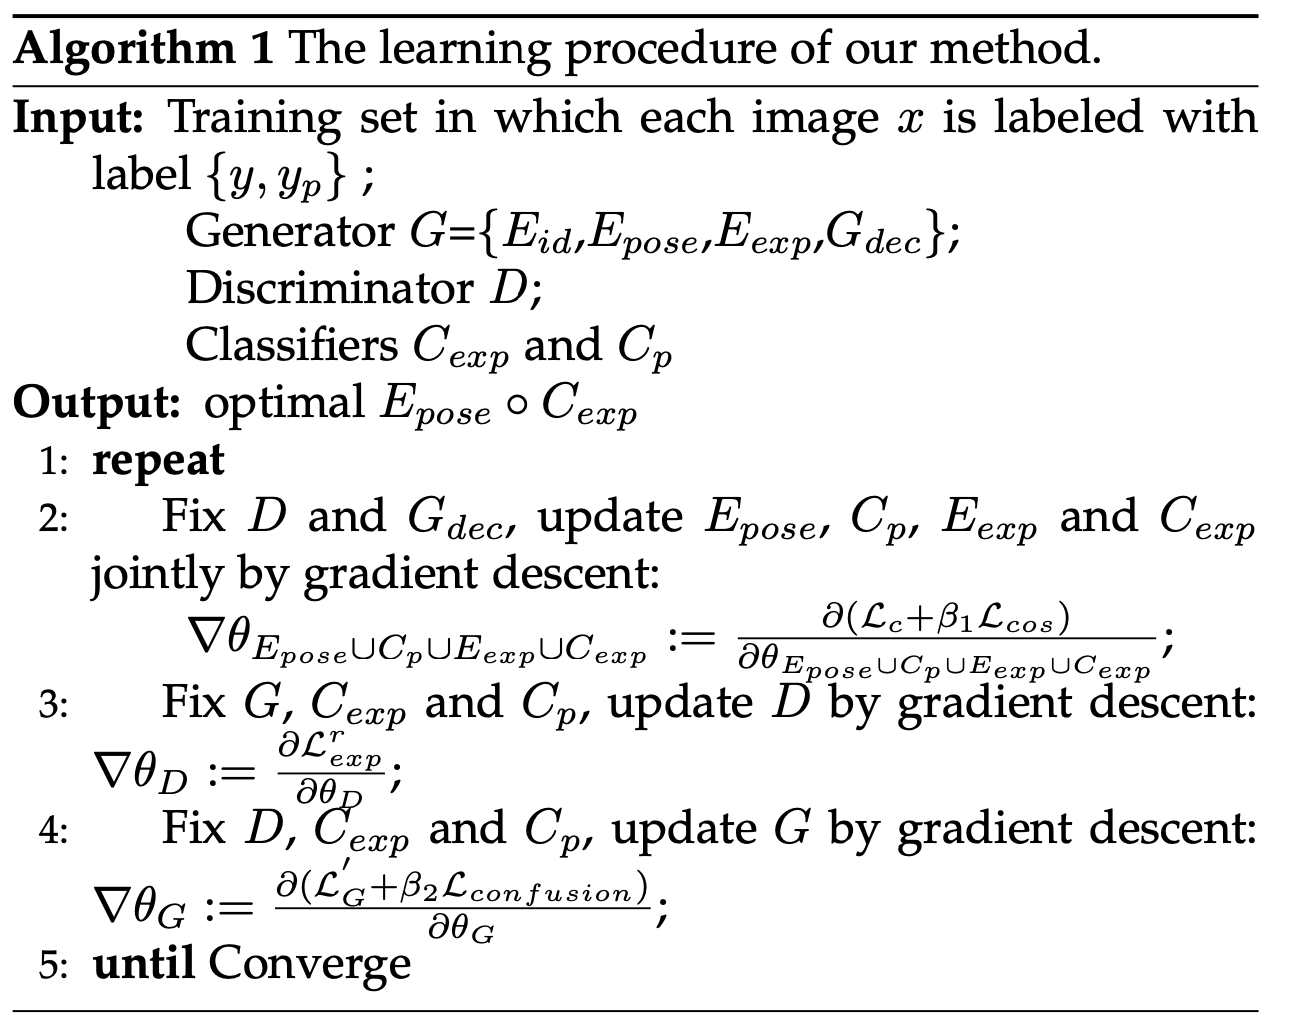 Algorithm 1 The learning procedure of our method.
Input: Training set in which each image $x$ is labeled with
label $\{y, y_p\}$ ;
Generator $G$=$\{E_{id}$,$E_{pose}$,$E_{exp}$,$G_{dec}\}$;
Discriminator $D$;
Classifiers $C_{exp}$ and $C_p$
Output: optimal $E_{pose} \circ C_{exp}$
1: repeat
2: Fix $D$ and $G_{dec}$, update $E_{pose}$, $C_p$, $E_{exp}$ and $C_{exp}$
jointly by gradient descent:
$\nabla\theta_{E_{pose} \cup C_p \cup E_{exp} \cup C_{exp}} := \frac{\partial(\mathcal{L}_c + \beta_1 \mathcal{L}_{cos})}{\partial\theta_{E_{pose} \cup C_p \cup E_{exp} \cup C_{exp}}}$;
3: Fix $G$, $C_{exp}$ and $C_p$, update $D$ by gradient descent:
$\nabla\theta_D := \frac{\partial \mathcal{L}_{exp}^r}{\partial\theta_D}$;
4: Fix $D$, $C_{exp}$ and $C_p$, update $G$ by gradient descent:
$\nabla\theta_G := \frac{\partial(\mathcal{L}_G^{'} + \beta_2 \mathcal{L}_{confusion})}{\partial\theta_G}$;
5: until Converge